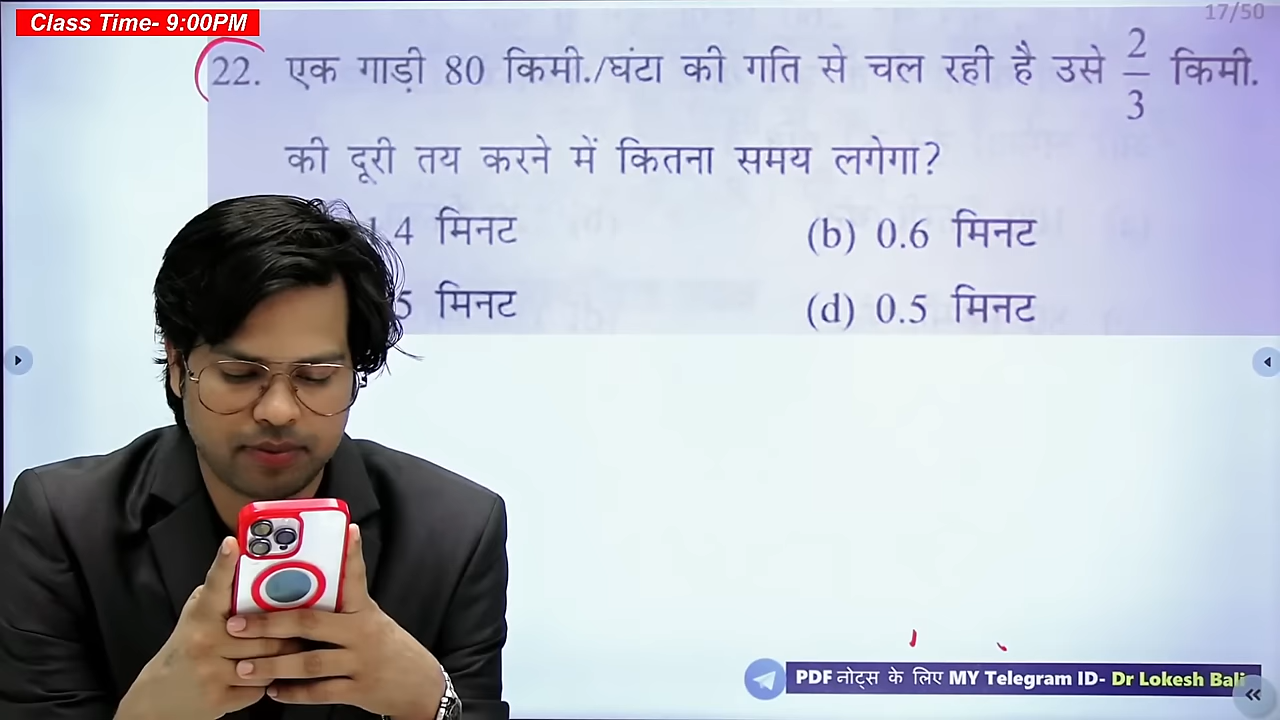 Class Time- 9:00PM
17/50
22. एक गाड़ी 80 किमी./घंटा की गति से चल रही है उसे 2/3 किमी.
की दूरी तय करने में कितना समय लगेगा?
4 मिनट (b) 0.6 मिनट
5 मिनट (d) 0.5 मिनट
PDF नोट्स के लिए MY Telegram ID- Dr Lokesh Bali